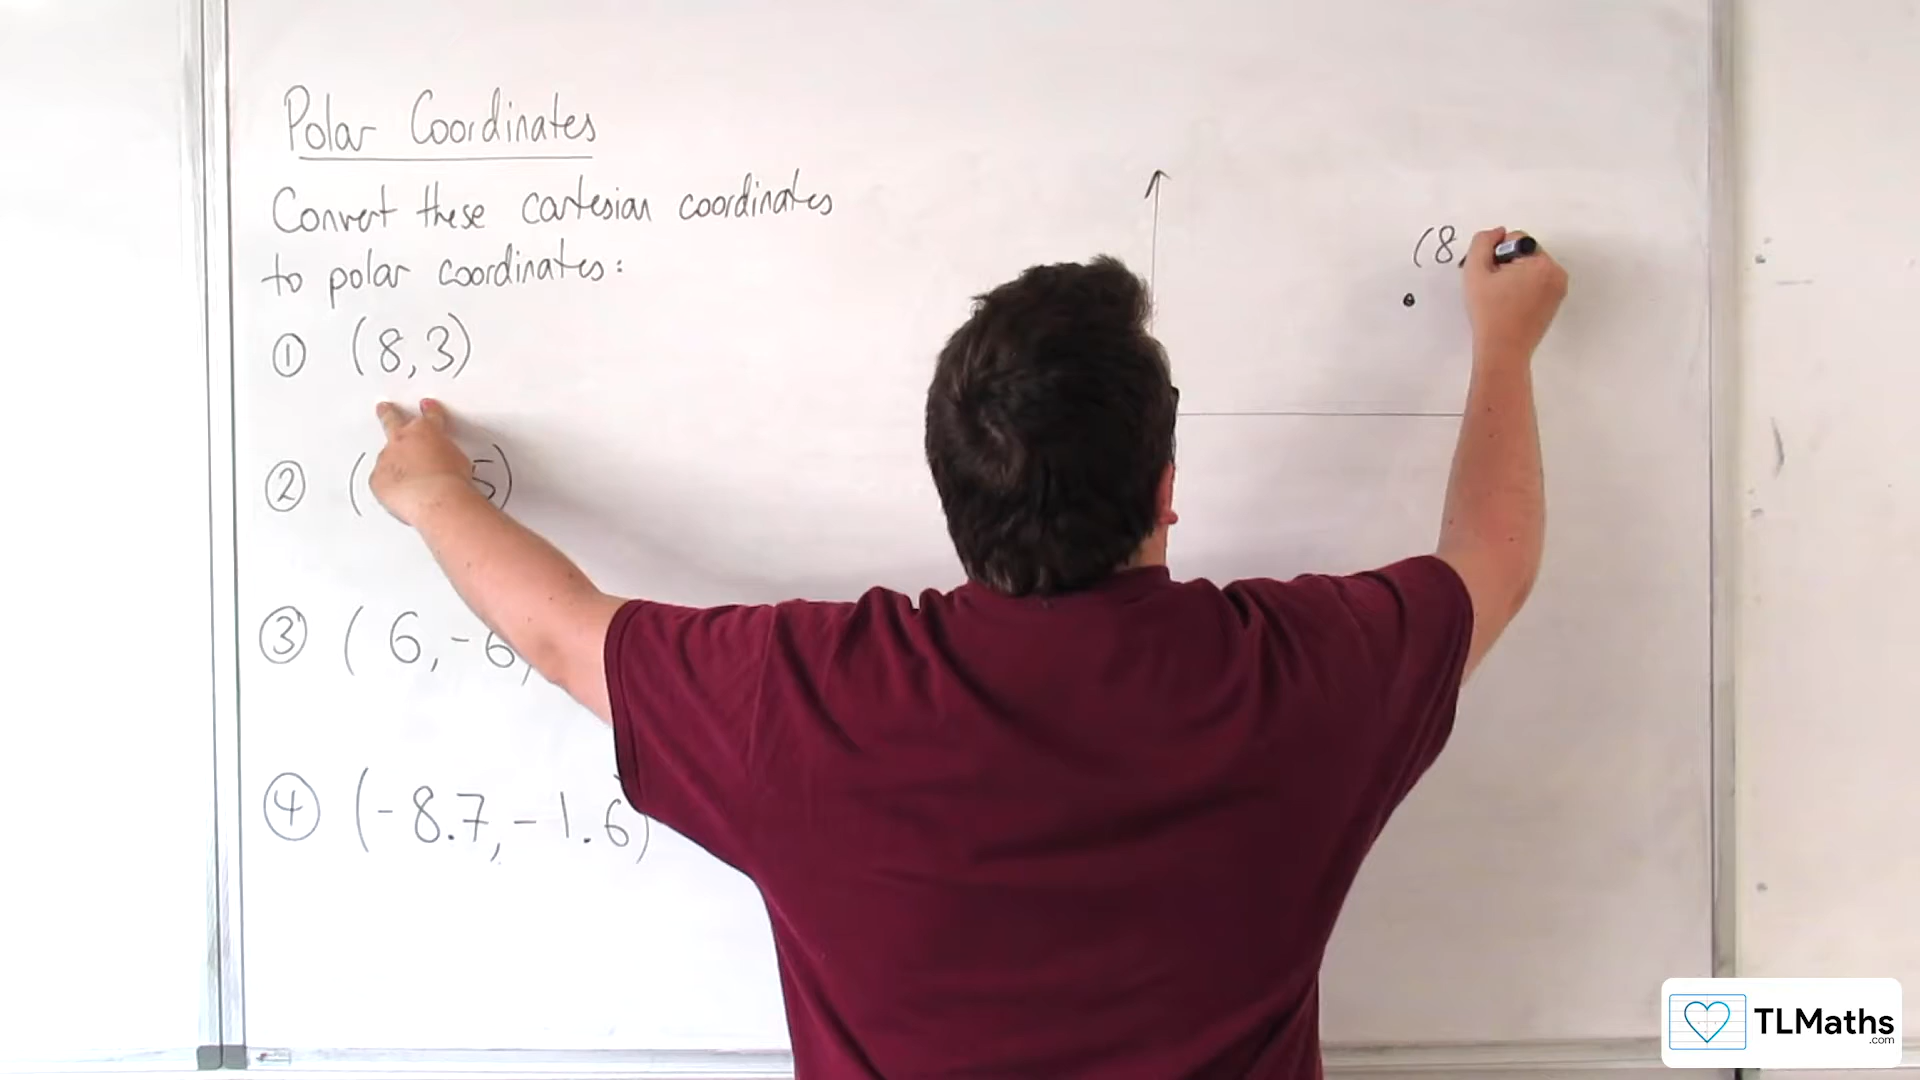 Polar Coordinates
Convert these cartesian coordinates
to polar coordinates:
① (8,3)
② ( 5)
③ ( 6,-6
④ (-8.7,-1.6)
(8,
TLMaths
.com